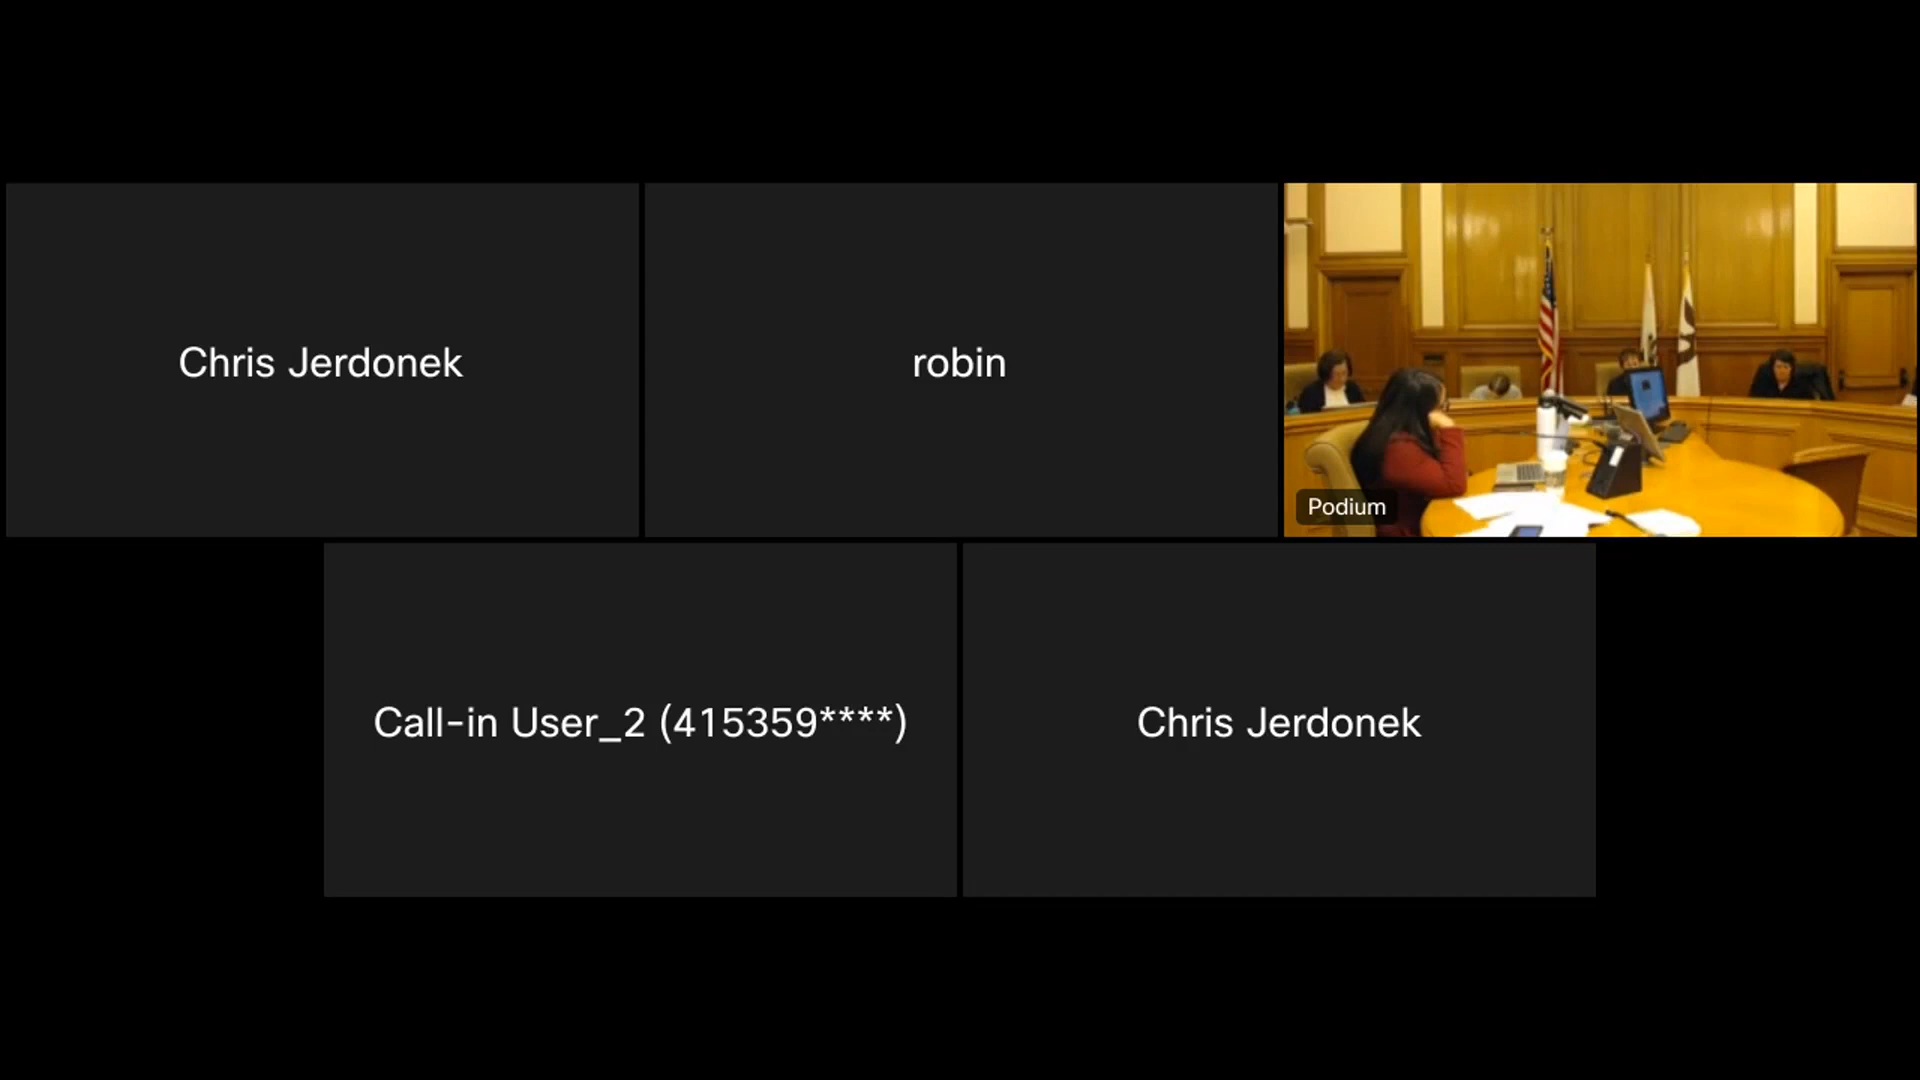 Chris Jerdonek
robin
Podium
Call-in User_2 (415359****)
Chris Jerdonek